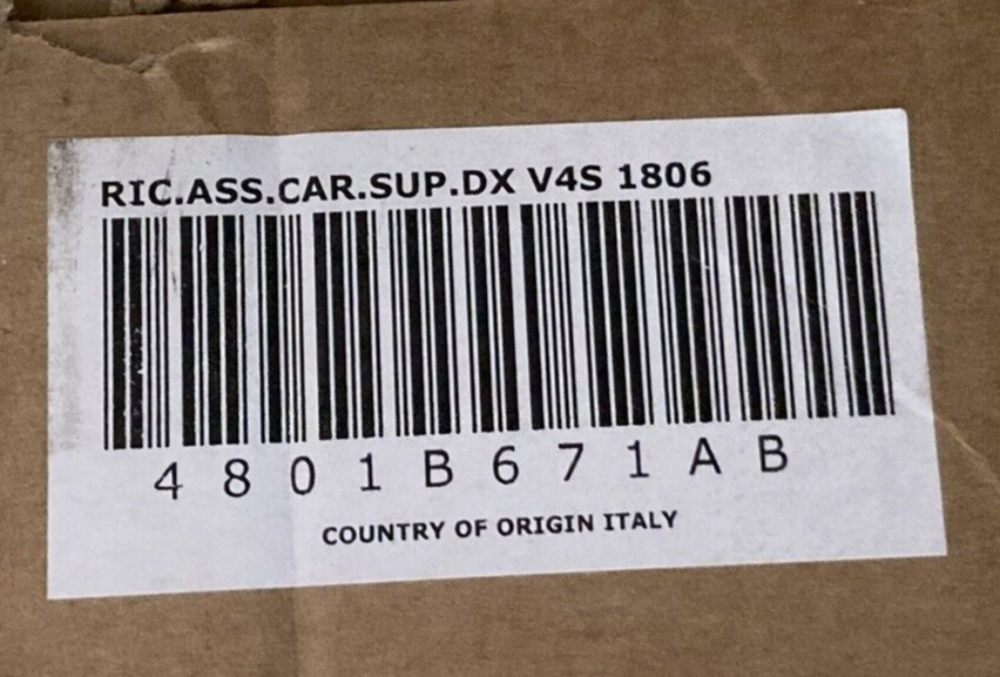 RIC.ASS.CAR.SUP.DX V4S 1806
4801B671AB
COUNTRY OF ORIGIN ITALY